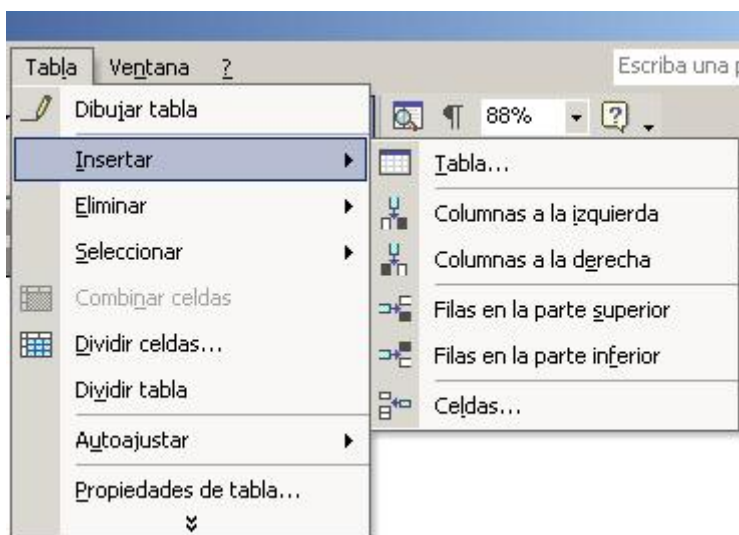 Tabla Ventana ? Escriba una
Dibujar tabla
88%
Insertar
Tabla...
Eliminar
Columnas a la izquierda
Seleccionar
Columnas a la derecha
Combinar celdas
Filas en la parte superior
Dividir celdas...
Filas en la parte inferior
Dividir tabla
Celdas...
Autoajustar
Propiedades de tabla...